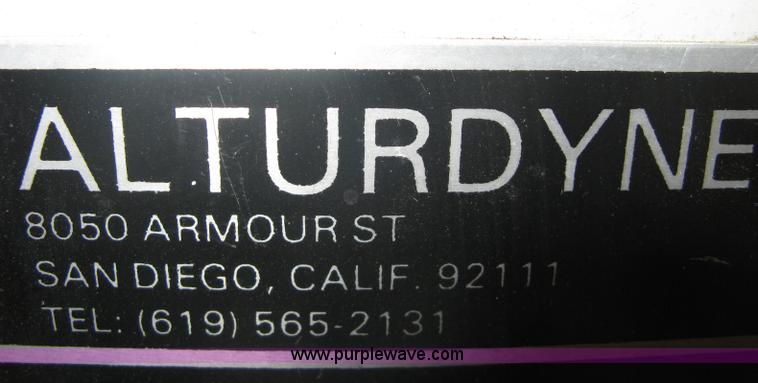 ALTURDYNE
8050 ARMOUR ST
SAN DIEGO, CALIF. 92111
TEL: (619) 565-2131
www.purplewave.com